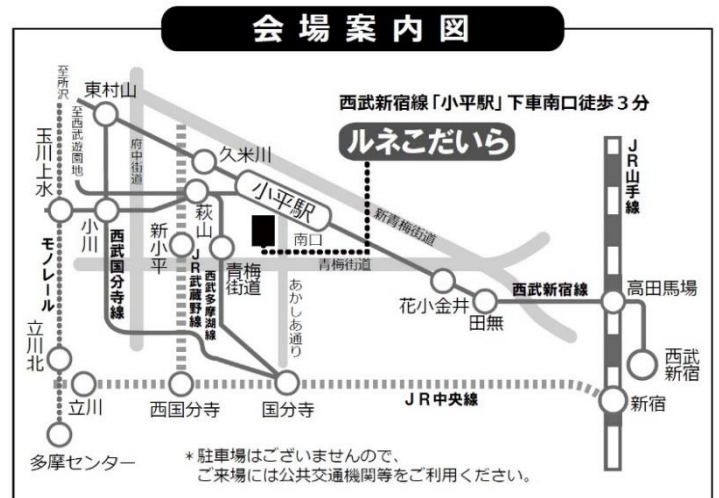 会場案内図
西武新宿線「小平駅」下車南口徒歩３分
ルネこだいら
至所沢
東村山
至西武遊園地
府中街道
久米川
小平駅
新青梅街道
JR山手線
玉川上水
小川
萩山
新小平
南口
青梅街道
青梅街道
モノレール
西武国分寺線
JR武蔵野線
西武多摩湖線
あかしあ通り
花小金井
田無
西武新宿線
高田馬場
西武新宿
立川北
立川
西国分寺
国分寺
JR中央線
新宿
多摩センター
＊駐車場はございませんので、
ご来場には公共交通機関等をご利用ください。